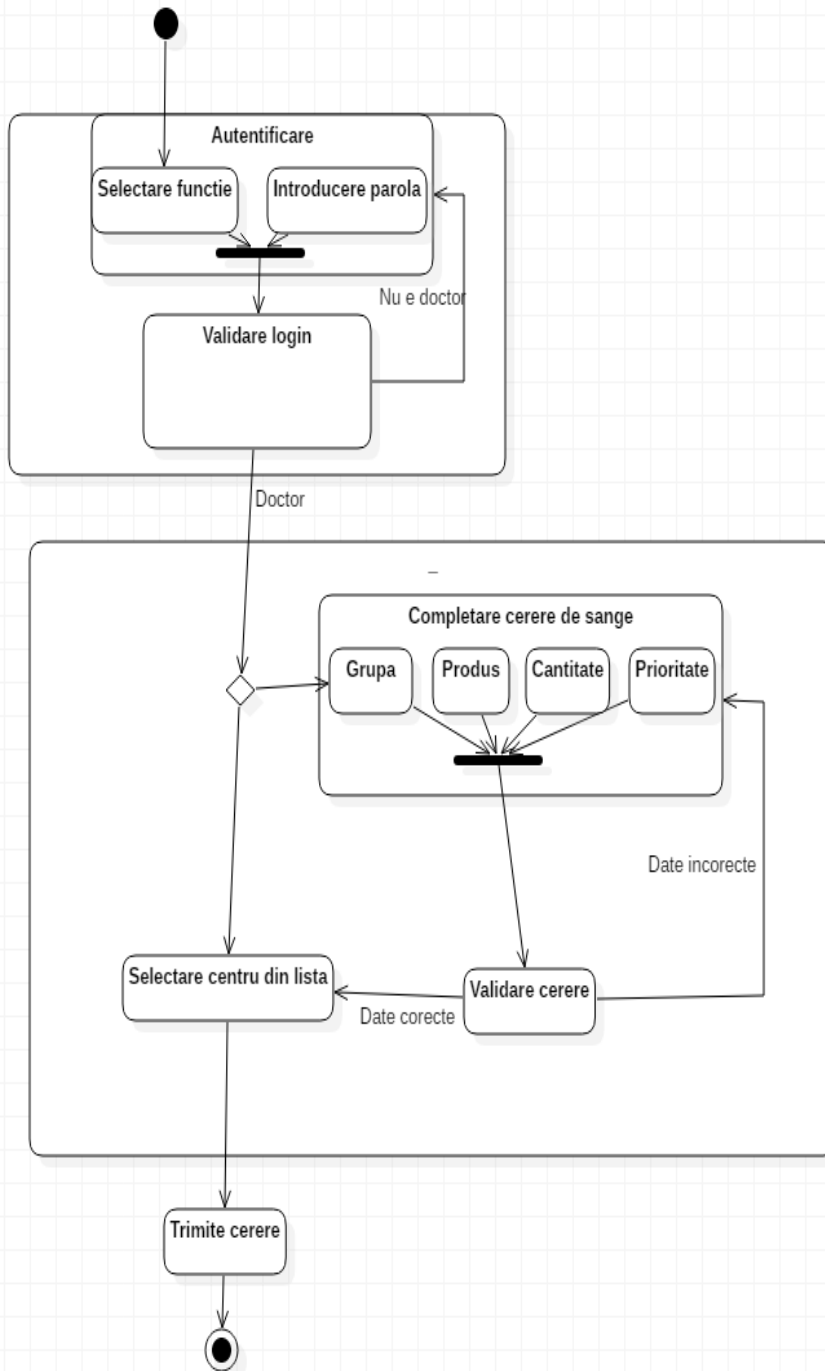 Autentificare
Selectare functie
Introducere parola
Nu e doctor
Validare login
Doctor
Completare cerere de sange
Grupa
Produs
Cantitate
Prioritate
Date incorecte
Selectare centru din lista
Validare cerere
Date corecte
Trimite cerere